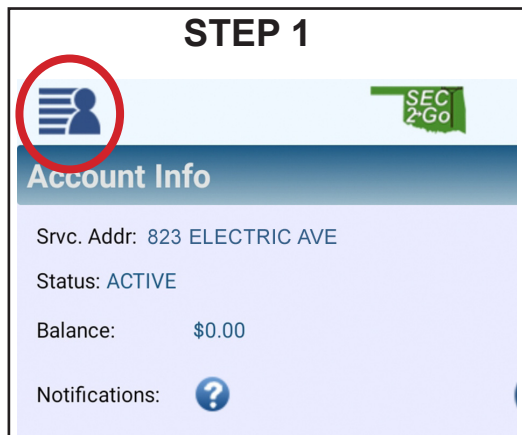 STEP 1
SEC
2-Go
Account Info
Srvc. Addr: 823 ELECTRIC AVE
Status: ACTIVE
Balance: $0.00
Notifications: ?